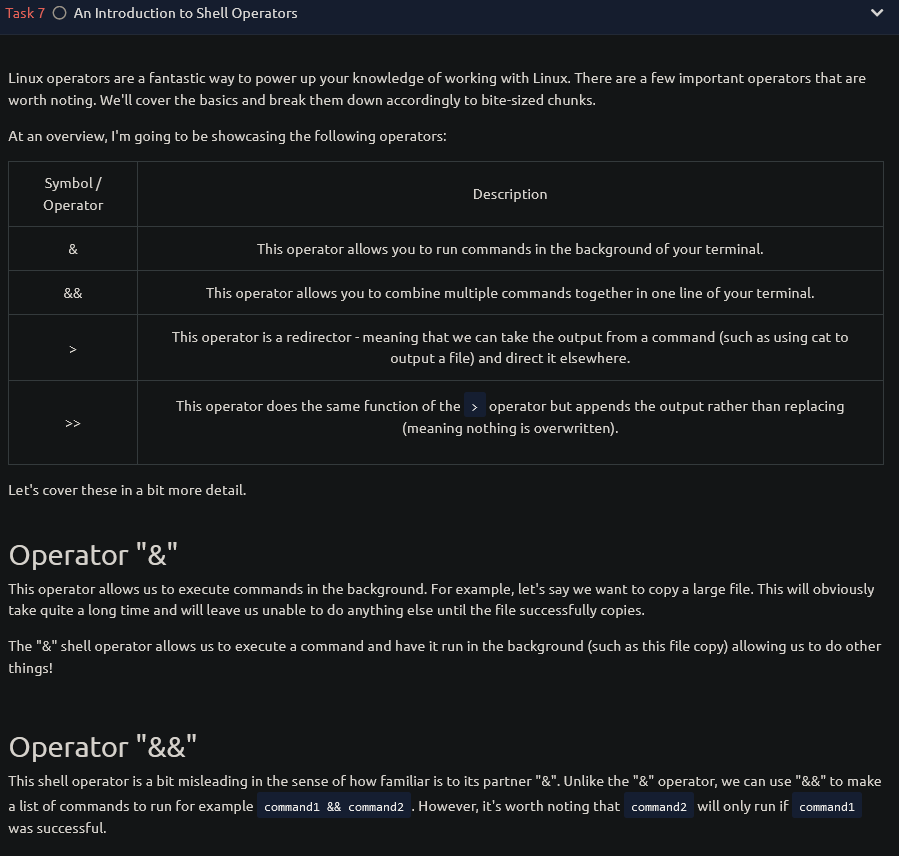 Task 7 An Introduction to Shell Operators
Linux operators are a fantastic way to power up your knowledge of working with Linux. There are a few important operators that are
worth noting. We'll cover the basics and break them down accordingly to bite-sized chunks.
At an overview, I'm going to be showcasing the following operators:
Symbol /
Operator
Description
&
This operator allows you to run commands in the background of your terminal.
&&
This operator allows you to combine multiple commands together in one line of your terminal.
>
This operator is a redirector - meaning that we can take the output from a command (such as using cat to
output a file) and direct it elsewhere.
>>
This operator does the same function of the > operator but appends the output rather than replacing
(meaning nothing is overwritten).
Let's cover these in a bit more detail.
Operator "&"
This operator allows us to execute commands in the background. For example, let's say we want to copy a large file. This will obviously
take quite a long time and will leave us unable to do anything else until the file successfully copies.
The "&" shell operator allows us to execute a command and have it run in the background (such as this file copy) allowing us to do other
things!
Operator "&&"
This shell operator is a bit misleading in the sense of how familiar is to its partner "&". Unlike the "&" operator, we can use "&&" to make
a list of commands to run for example command1 && command2. However, it's worth noting that command2 will only run if command1
was successful.